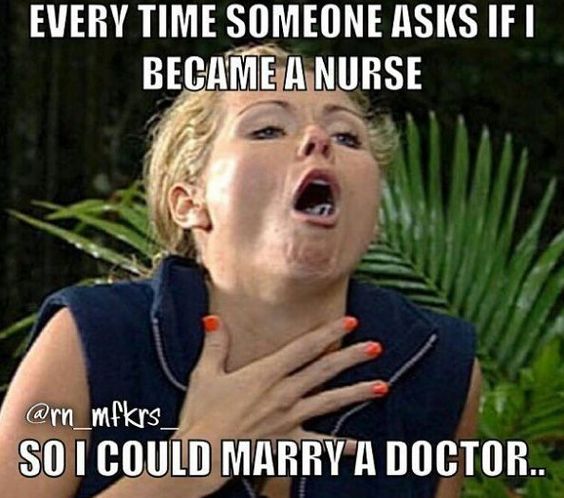 EVERY TIME SOMEONE ASKS IF I
BECAME A NURSE
@rn_mfkrs_
SO I COULD MARRY A DOCTOR..